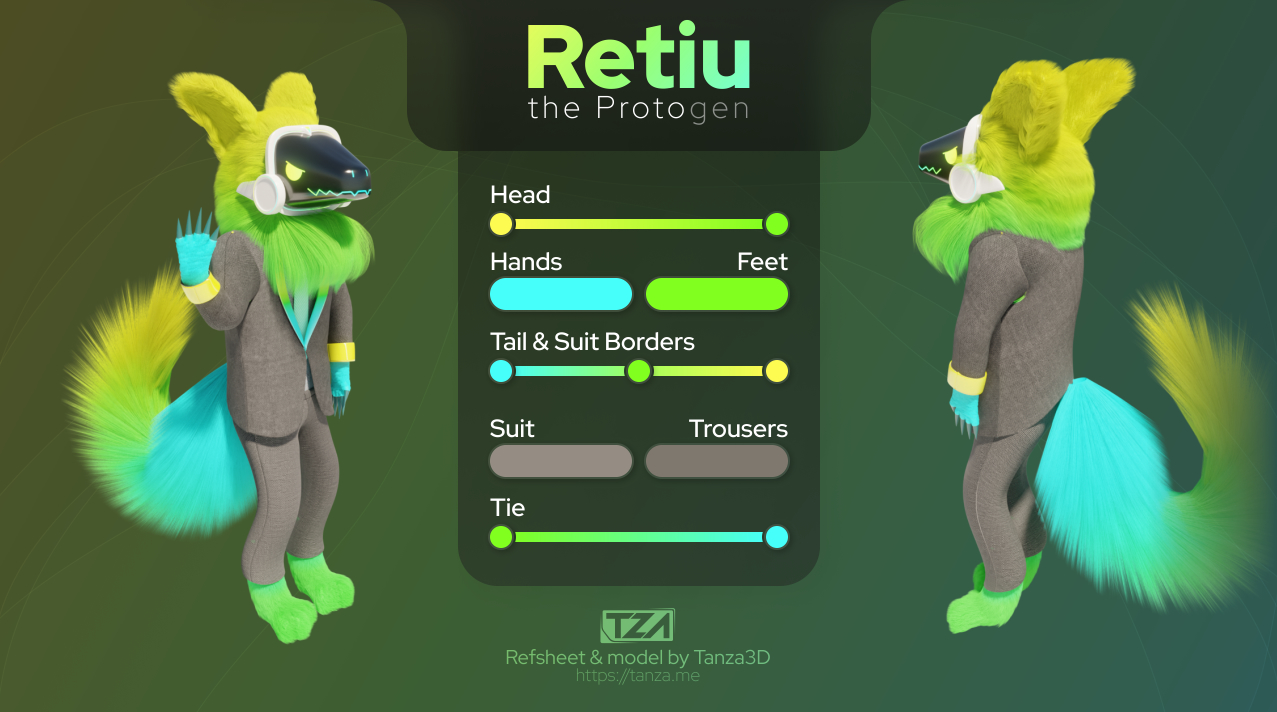 Retiu
the Protogen
Head
Hands Feet
Tail & Suit Borders
Suit Trousers
Tie
TZA
Refsheet & model by Tanza3D
https://tanza.me